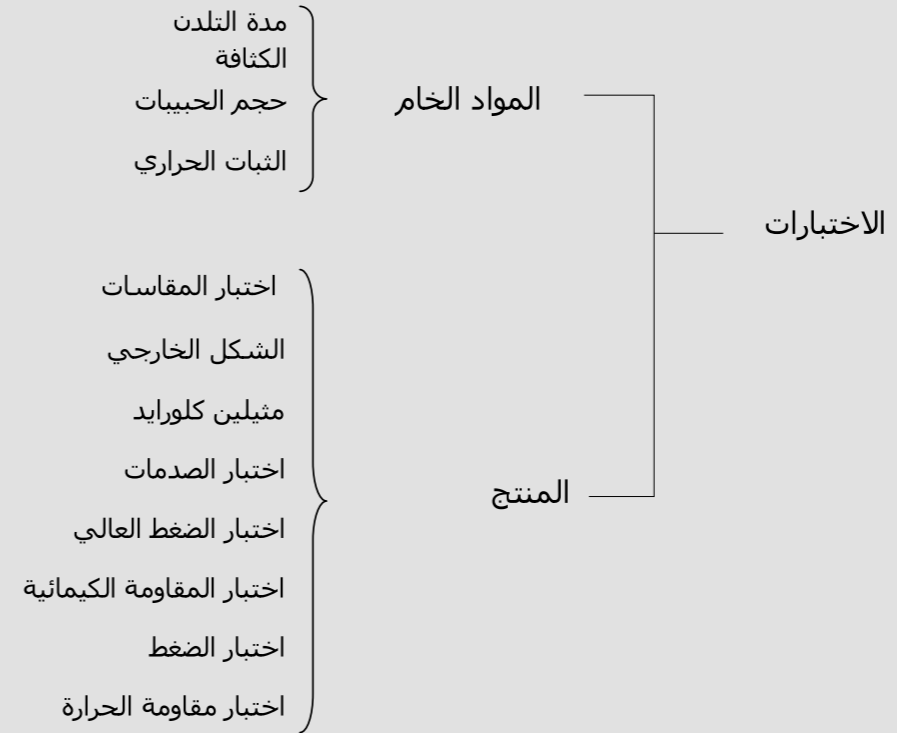 الاختبارات
المواد الخام
مدة التلدن
الكثافة
حجم الحبيبات
الثبات الحراري
المنتج
اختبار المقاسات
الشكل الخارجي
مثيلين كلورايد
اختبار الصدمات
اختبار الضغط العالي
اختبار المقاومة الكيمائية
اختبار الضغط
اختبار مقاومة الحرارة